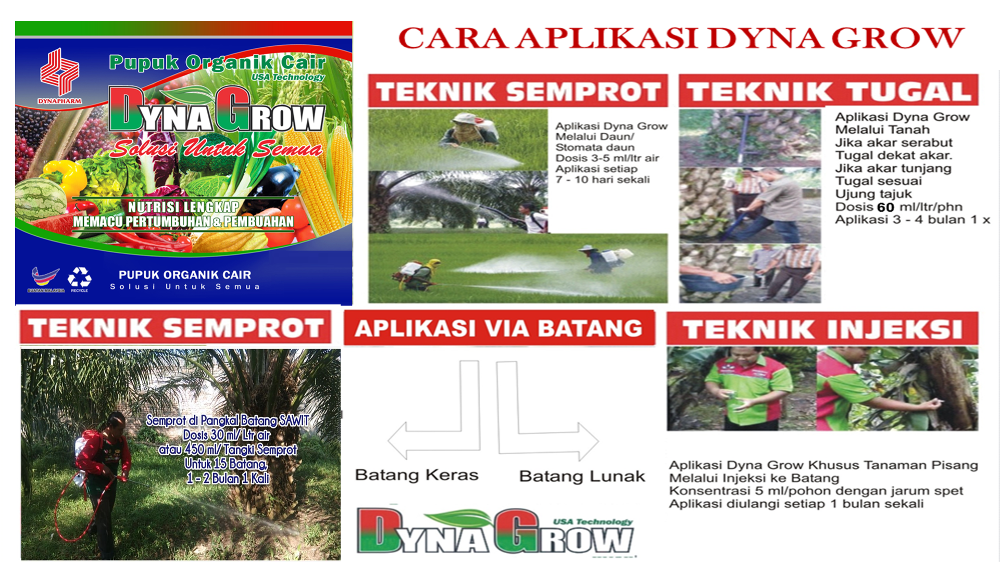 DYNAPHARM
Pupuk Organik Cair
USA Technology
DYNA GROW
Solusi Untuk Semua
NUTRISI LENGKAP
MEMACU PERTUMBUHAN & PEMBUAHAN
BUATAN MALAYSIA
RECYCLE
PUPUK ORGANIK CAIR
Solusi Untuk Semua
CARA APLIKASI DYNA GROW
TEKNIK SEMPROT
Aplikasi Dyna Grow
Melalui Daun/
Stomata daun
Dosis 3-5 ml/ltr air
Aplikasi setiap
7 - 10 hari sekali
TEKNIK TUGAL
Aplikasi Dyna Grow
Melalui Tanah
Jika akar serabut
Tugal dekat akar.
Jika akar tunjang
Tugal sesuai
Ujung tajuk
Dosis 60 ml/ltr/phn
Aplikasi 3 - 4 bulan 1 x
TEKNIK SEMPROT
Semprot di Pangkal Batang SAWIT
Dosis 30 ml/ Ltr air
atau 450 ml/ Tangki Semprot
Untuk 15 Batang,
1 - 2 Bulan 1 Kali
APLIKASI VIA BATANG
Batang Keras
Batang Lunak
USA Technology
DYNA GROW
TEKNIK INJEKSI
Aplikasi Dyna Grow Khusus Tanaman Pisang
Melalui Injeksi ke Batang
Konsentrasi 5 ml/pohon dengan jarum spet
Aplikasi diulangi setiap 1 bulan sekali